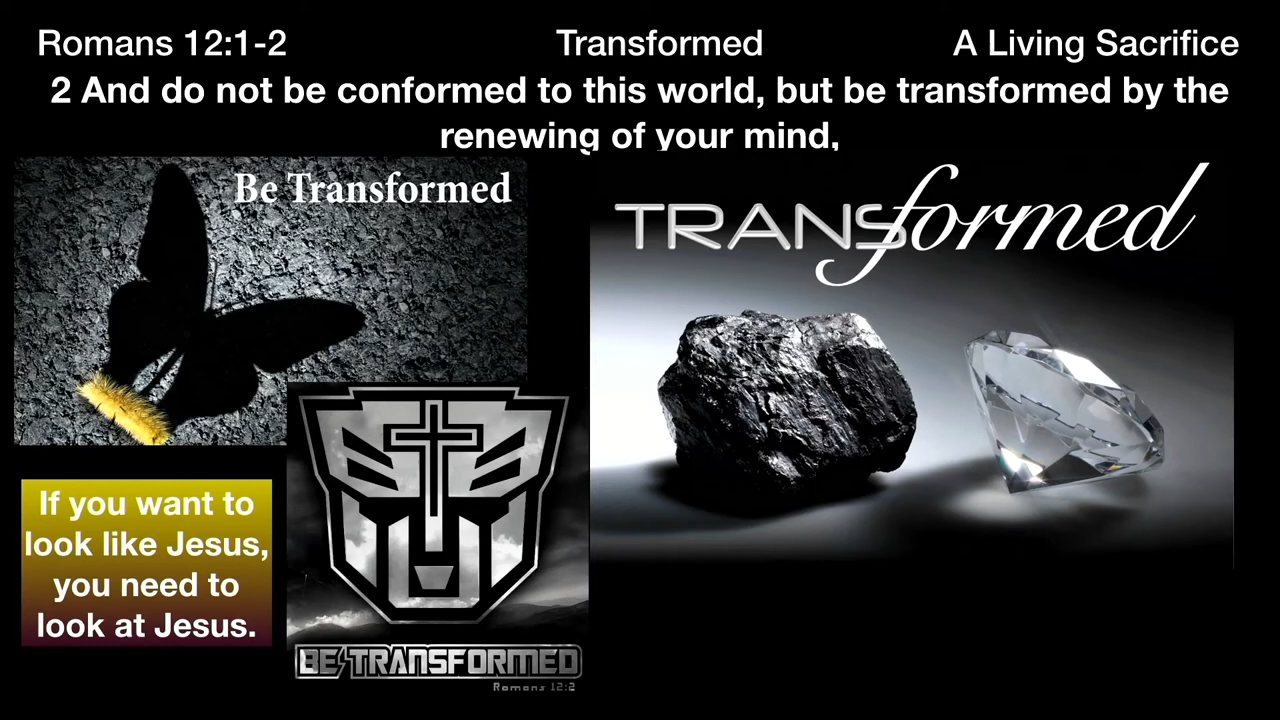 Romans 12:1-2
Transformed
A Living Sacrifice
2 And do not be conformed to this world, but be transformed by the
renewing of your mind,
Be Transformed
TRANSformed
If you want to
look like Jesus,
you need to
look at Jesus.
BE TRANSFORMED
Romans 12:2